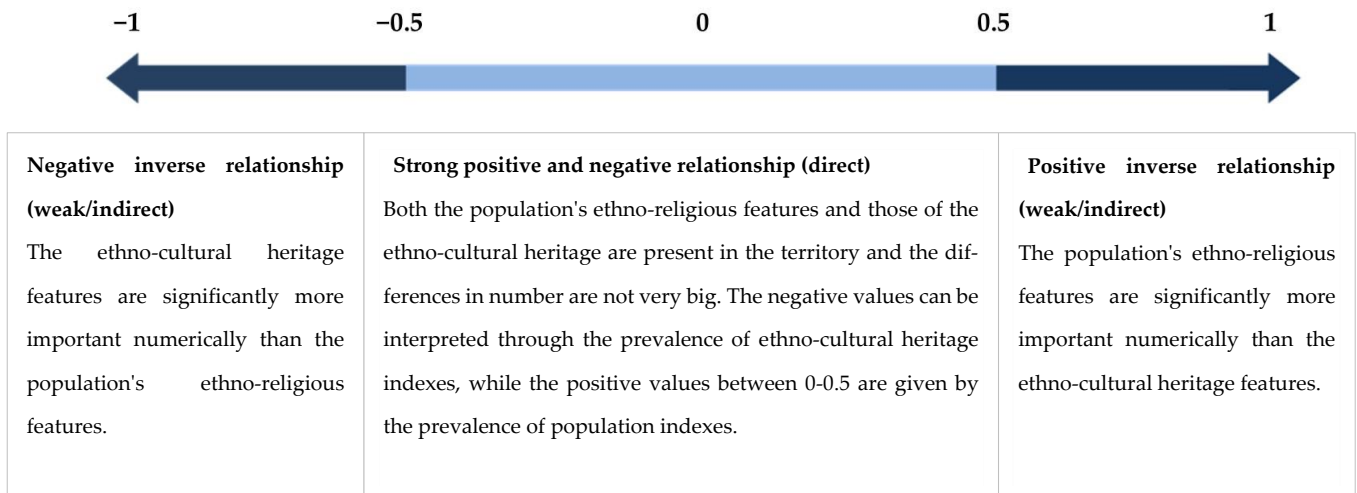 −1 −0.5 0 0.5 1
Negative inverse relationship
(weak/indirect)
The ethno-cultural heritage
features are significantly more
important numerically than the
population's ethno-religious
features.
Strong positive and negative relationship (direct)
Both the population's ethno-religious features and those of the
ethno-cultural heritage are present in the territory and the dif-
ferences in number are not very big. The negative values can be
interpreted through the prevalence of ethno-cultural heritage
indexes, while the positive values between 0-0.5 are given by
the prevalence of population indexes.
Positive inverse relationship
(weak/indirect)
The population's ethno-religious
features are significantly more
important numerically than the
ethno-cultural heritage features.